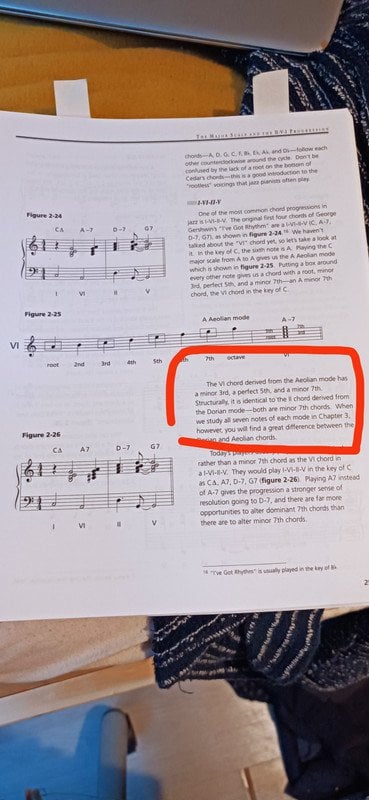 THE MAJOR SCALE AND THE II-V-I PROGRESSION
chords—A, D, G, C, F, B♭, E♭, A♭, and D♭—follow each
other counterclockwise around the cycle. Don't be
confused by the lack of a root on the bottom of
Cedar's chords—this is a good introduction to the
"rootless" voicings that jazz pianists often play.
I-VI-II-V
One of the most common chord progressions in
jazz is I-VI-II-V. The original first four chords of George
Gershwin's "I've Got Rhythm" are a I-VI-II-V (C, A-7,
D-7, G7), as shown in figure 2-24.¹⁶ We haven't
talked about the "VI" chord yet, so let's take a look at
it. In the key of C, the sixth note is A. Playing the C
major scale from A to A gives us the A Aeolian mode
which is shown in figure 2-25. Putting a box around
every other note gives us a chord with a root, minor
3rd, perfect 5th, and a minor 7th—an A minor 7th
chord, the VI chord in the key of C.
Figure 2-24
C∆ A-7 D-7 G7
I VI II V
Figure 2-25
A Aeolian mode A-7
VI
7th
5th 3rd
root
root 2nd 3rd 4th 5th 6th 7th octave VI
The VI chord derived from the Aeolian mode has
a minor 3rd, a perfect 5th, and a minor 7th.
Structurally, it is identical to the II chord derived from
the Dorian mode—both are minor 7th chords. When
we study all seven notes of each mode in Chapter 3,
however, you will find a great difference between the
Dorian and Aeolian chords.
Today's
rather than a minor 7th chord as the VI chord in
a I-VI-II-V. They would play I-VI-II-V in the key of C
as C∆, A7, D-7, G7 (figure 2-26). Playing A7 instead
of A-7 gives the progression a stronger sense of
resolution going to D-7, and there are far more
opportunities to alter dominant 7th chords than
there are to alter minor 7th chords.
Figure 2-26
C∆ A7 D-7 G7
I VI II V
¹⁶ "I've Got Rhythm" is usually played in the key of B♭.